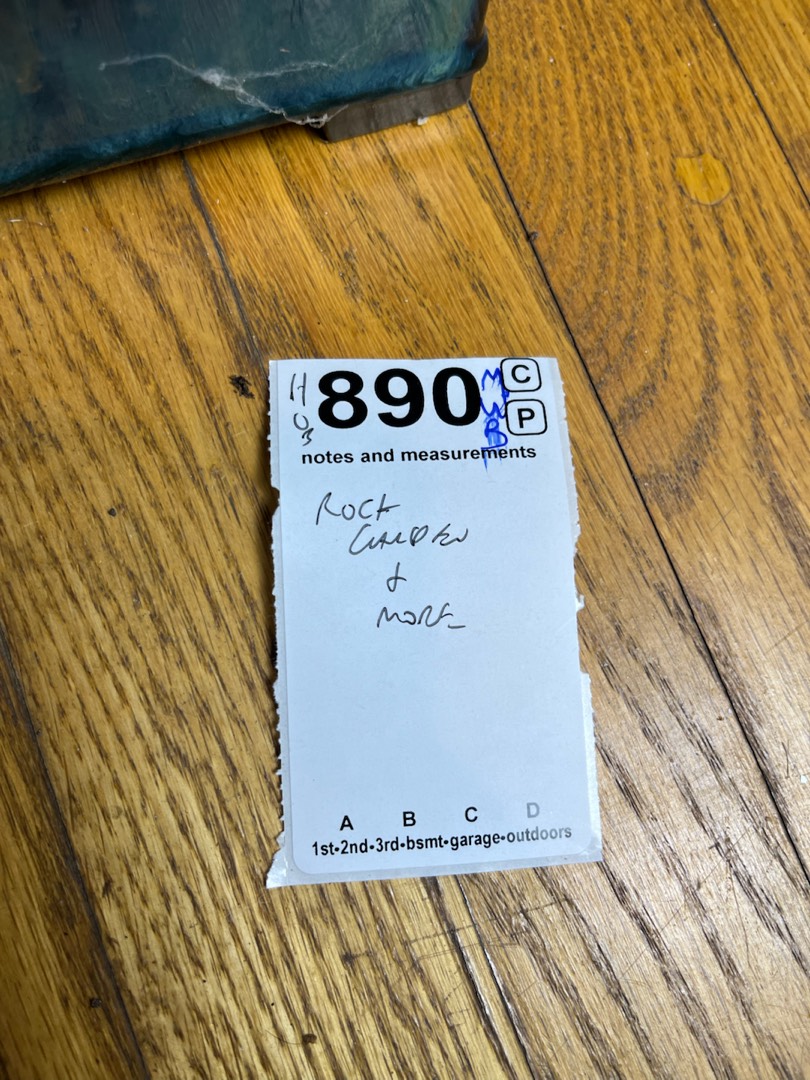 890
C
P
notes and measurements
ROCK
GARDEN
&
MORE
A B C D
1st•2nd•3rd•bsmt•garage•outdoors